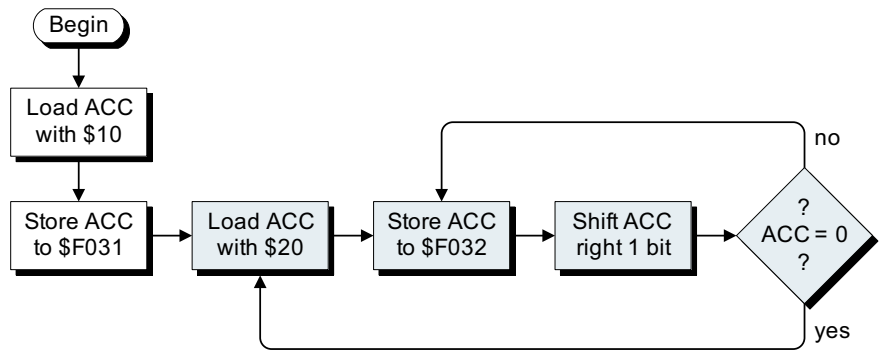 Begin
Load ACC
with $10
Store ACC
to $F031
Load ACC
with $20
Store ACC
to $F032
Shift ACC
right 1 bit
?
ACC = 0
?
no
yes